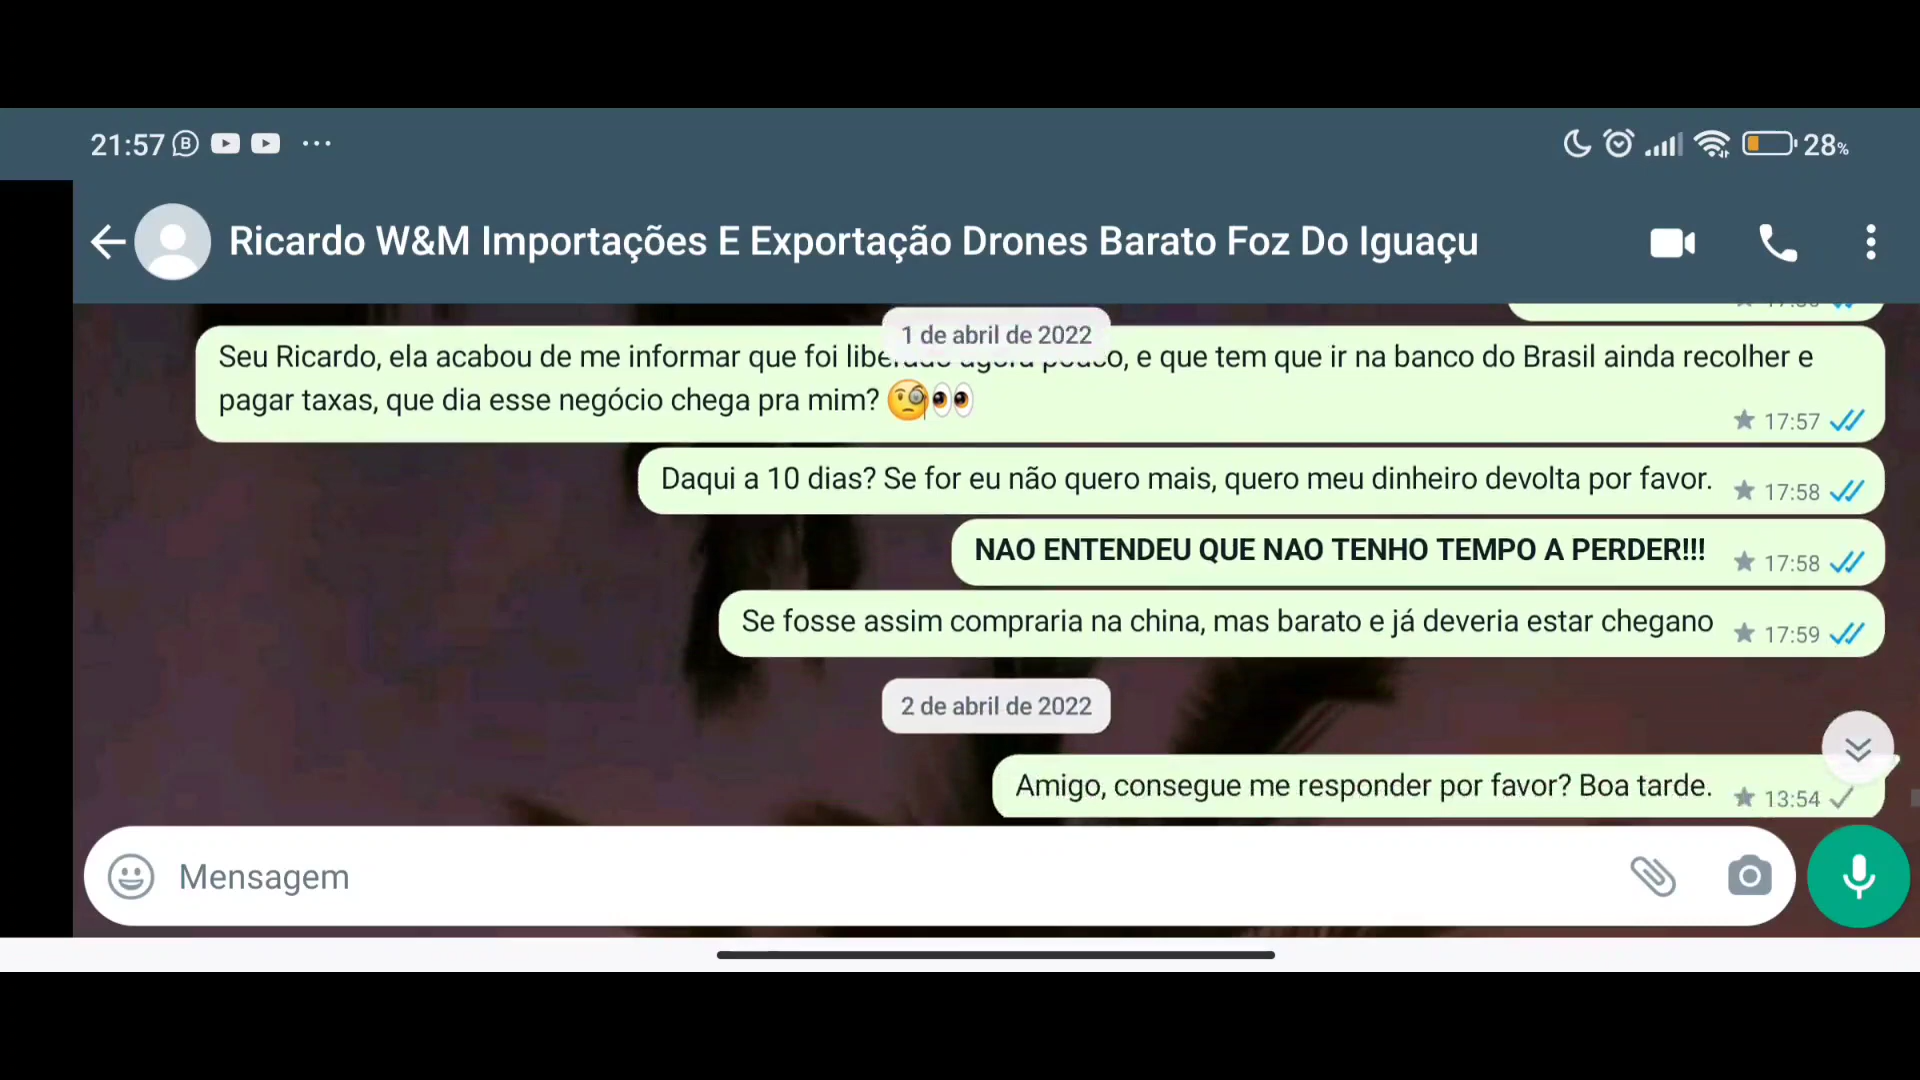 21:57
28%
Ricardo W&M Importações E Exportação Drones Barato Foz Do Iguaçu
1 de abril de 2022
Seu Ricardo, ela acabou de me informar que foi liberado agora pouco, e que tem que ir na banco do Brasil ainda recolher e
pagar taxas, que dia esse negócio chega pra mim? 🧐👀
17:57
Daqui a 10 dias? Se for eu não quero mais, quero meu dinheiro devolta por favor.
17:58
NAO ENTENDEU QUE NAO TENHO TEMPO A PERDER!!!
17:58
Se fosse assim compraria na china, mas barato e já deveria estar chegano
17:59
2 de abril de 2022
Amigo, consegue me responder por favor? Boa tarde.
13:54
Mensagem